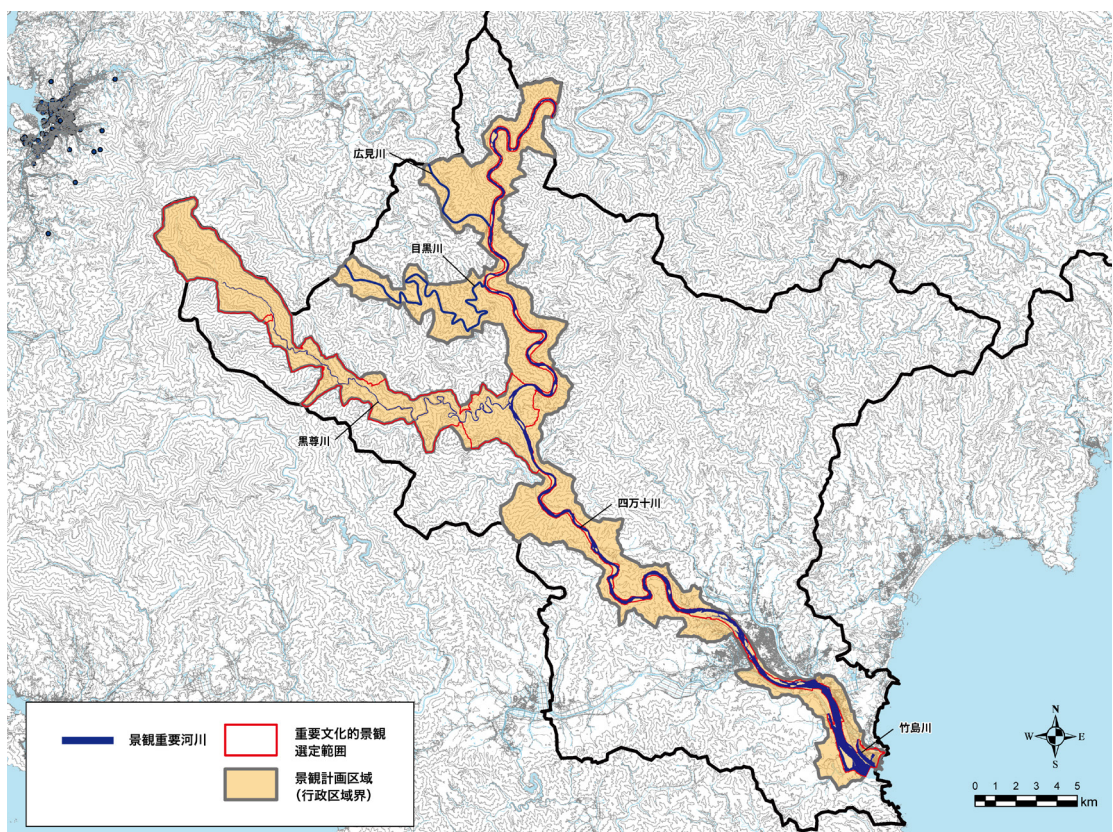 広見川
目黒川
黒尊川
四万十川
竹島川
景観重要河川
重要文化的景観
選定範囲
景観計画区域
（行政区域界）
N
W
E
S
0 1 2 3 4 5
km